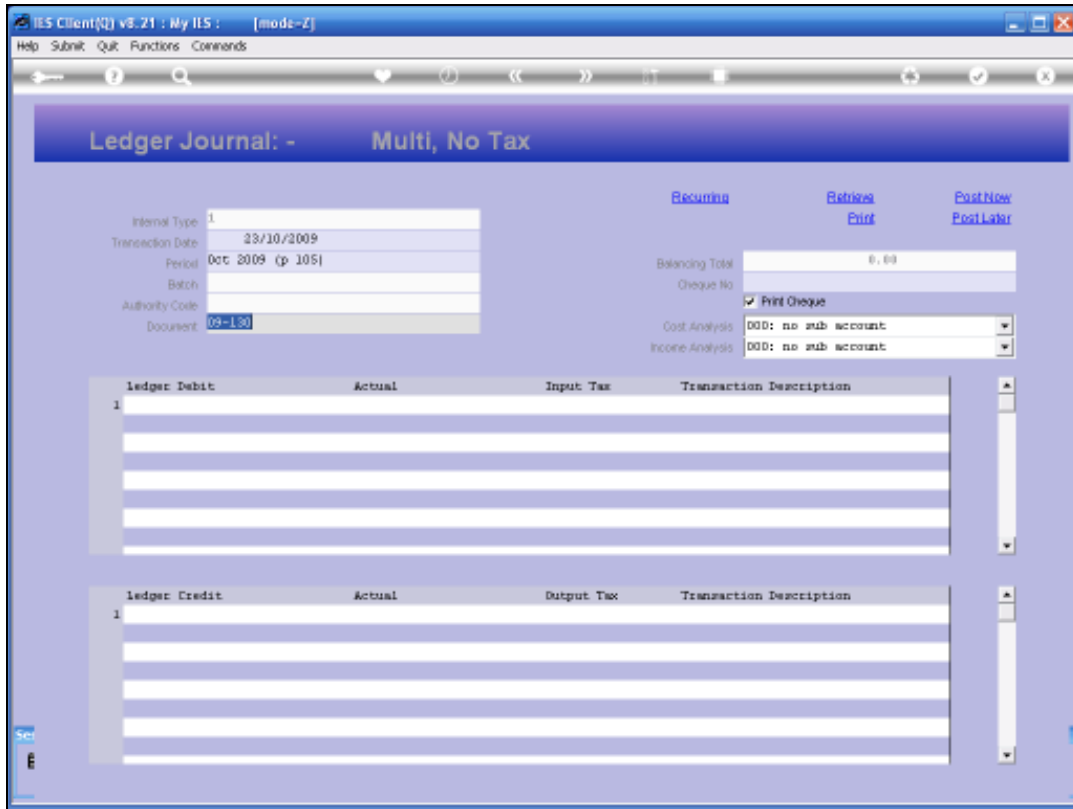 IES Client(Q) v8.21 : My IES : [mode-Z]
Help Submit Quit Functions Commands
Ledger Journal: - Multi, No Tax
Recurring Retrieve Post Now
Print Post Later
Internal Type 1
Transaction Date 23/10/2009
Period Oct 2009 (p 105)
Batch
Authority Code
Document 09-130
Balancing Total 0.00
Cheque No
Print Cheque
Cost Analysis 000: no sub account
Income Analysis 000: no sub account
Ledger Debit Actual Input Tax Transaction Description
1
Ledger Credit Actual Output Tax Transaction Description
1